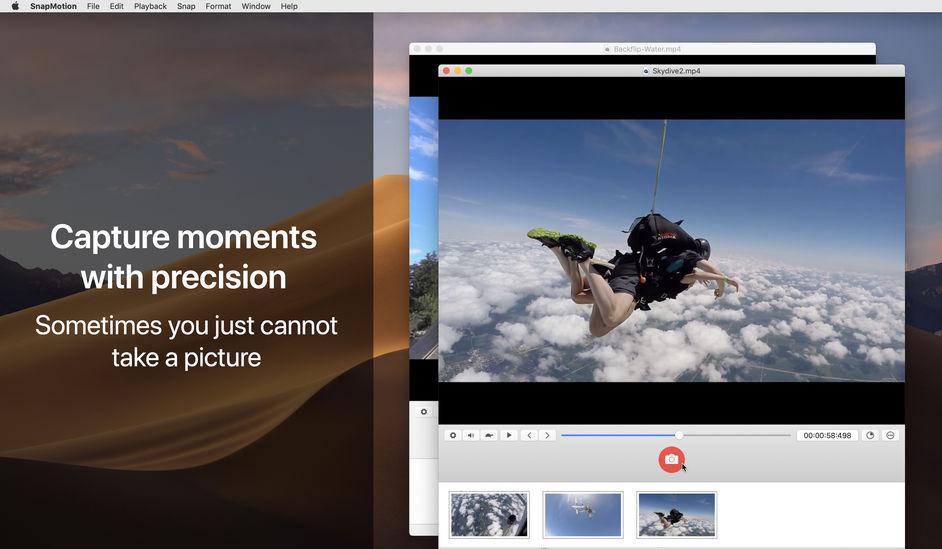 SnapMotion File Edit Playback Snap Format Window Help
Backflip-Water.mp4
Skydive2.mp4
Capture moments
with precision
Sometimes you just cannot
take a picture
00:00:58:498